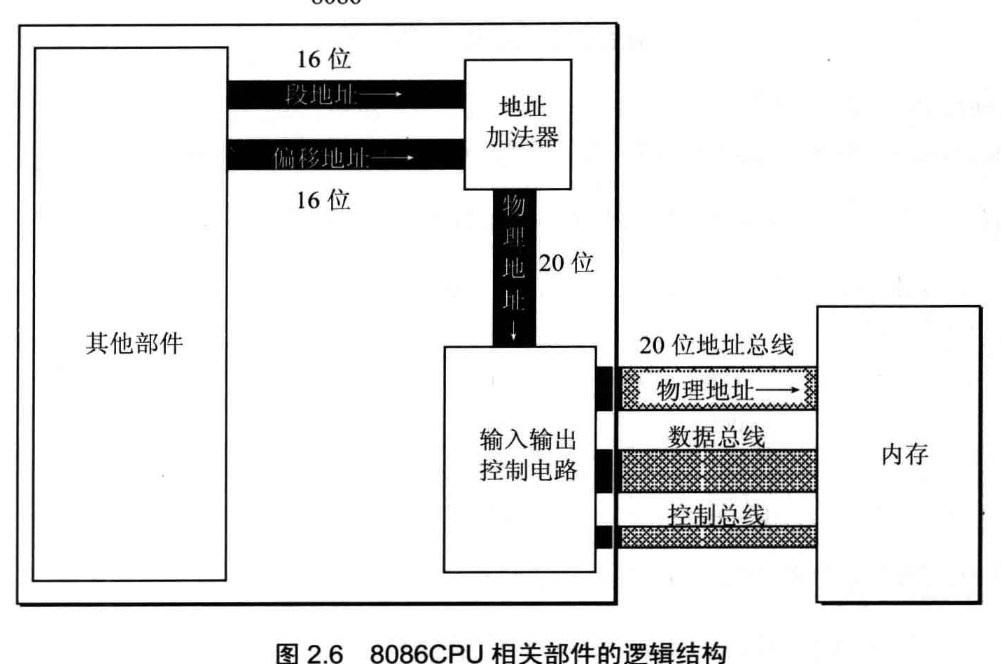 16 位
段地址
偏移地址
16 位
地址
加法器
物
理
地
址
20 位
其他部件
输入输出
控制电路
20 位地址总线
物理地址
数据总线
控制总线
内存
图 2.6 8086CPU 相关部件的逻辑结构